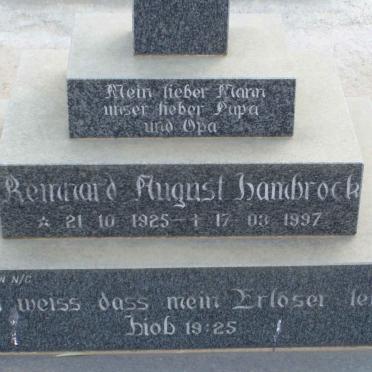 Mein lieber Mann
unser lieber Papa
und Opa
Reinhard August Hambrock
☆ 21 10 1925 – † 17 03 1997
N N/C
weiss dass mein Erlöser
Hiob 19:25